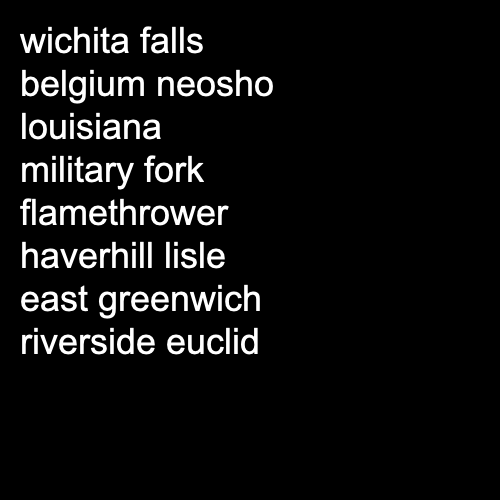 wichita falls
belgium neosho
louisiana
military fork
flamethrower
haverhill lisle
east greenwich
riverside euclid